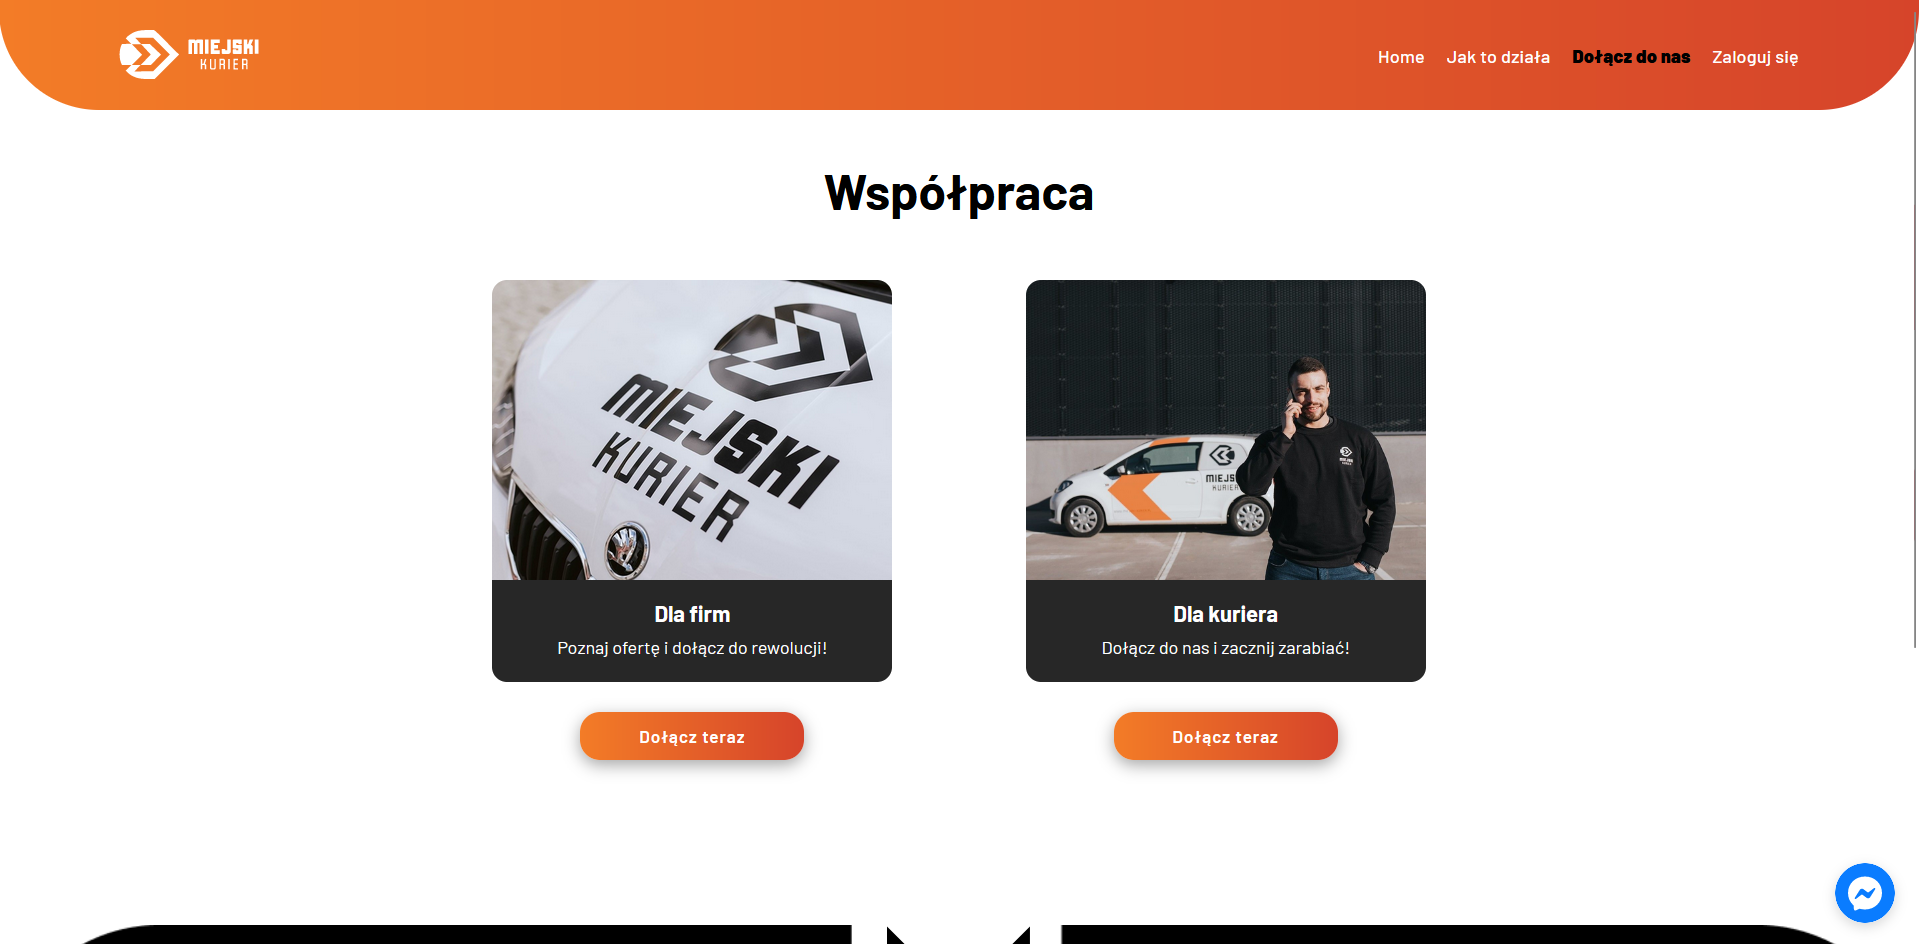 MIEJSKI
KURIER
Home
Jak to działa
Dołącz do nas
Zaloguj się
Współpraca
MIEJSKI
KURIER
MIEJSKI
KURIER
Dla firm
Poznaj ofertę i dołącz do rewolucji!
Dla kuriera
Dołącz do nas i zacznij zarabiać!
Dołącz teraz
Dołącz teraz